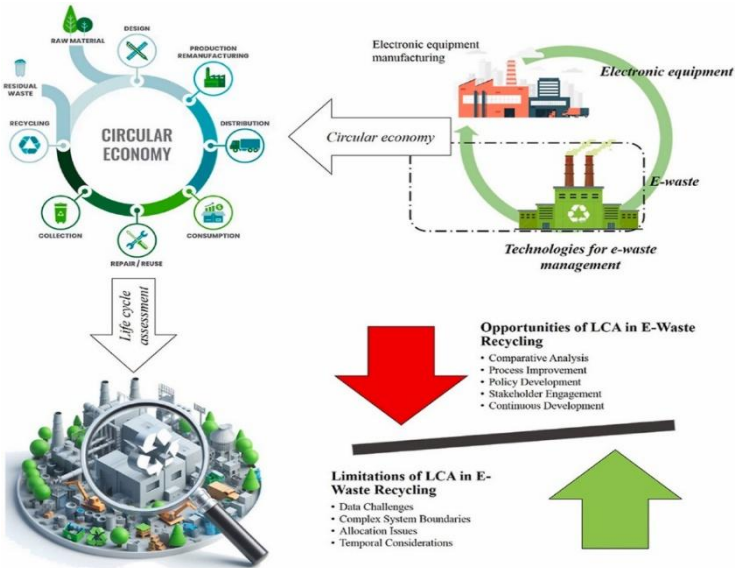 RAW MATERIAL
DESIGN
PRODUCTION
REMANUFACTURING
RESIDUAL
WASTE
RECYCLING
CIRCULAR
ECONOMY
DISTRIBUTION
COLLECTION
CONSUMPTION
REPAIR / REUSE
Electronic equipment
manufacturing
Electronic equipment
Circular economy
E-waste
Technologies for e-waste
management
Life cycle
assessment
Opportunities of LCA in E-Waste
Recycling
• Comparative Analysis
• Process Improvement
• Policy Development
• Stakeholder Engagement
• Continuous Development
Limitations of LCA in E-
Waste Recycling
• Data Challenges
• Complex System Boundaries
• Allocation Issues
• Temporal Considerations